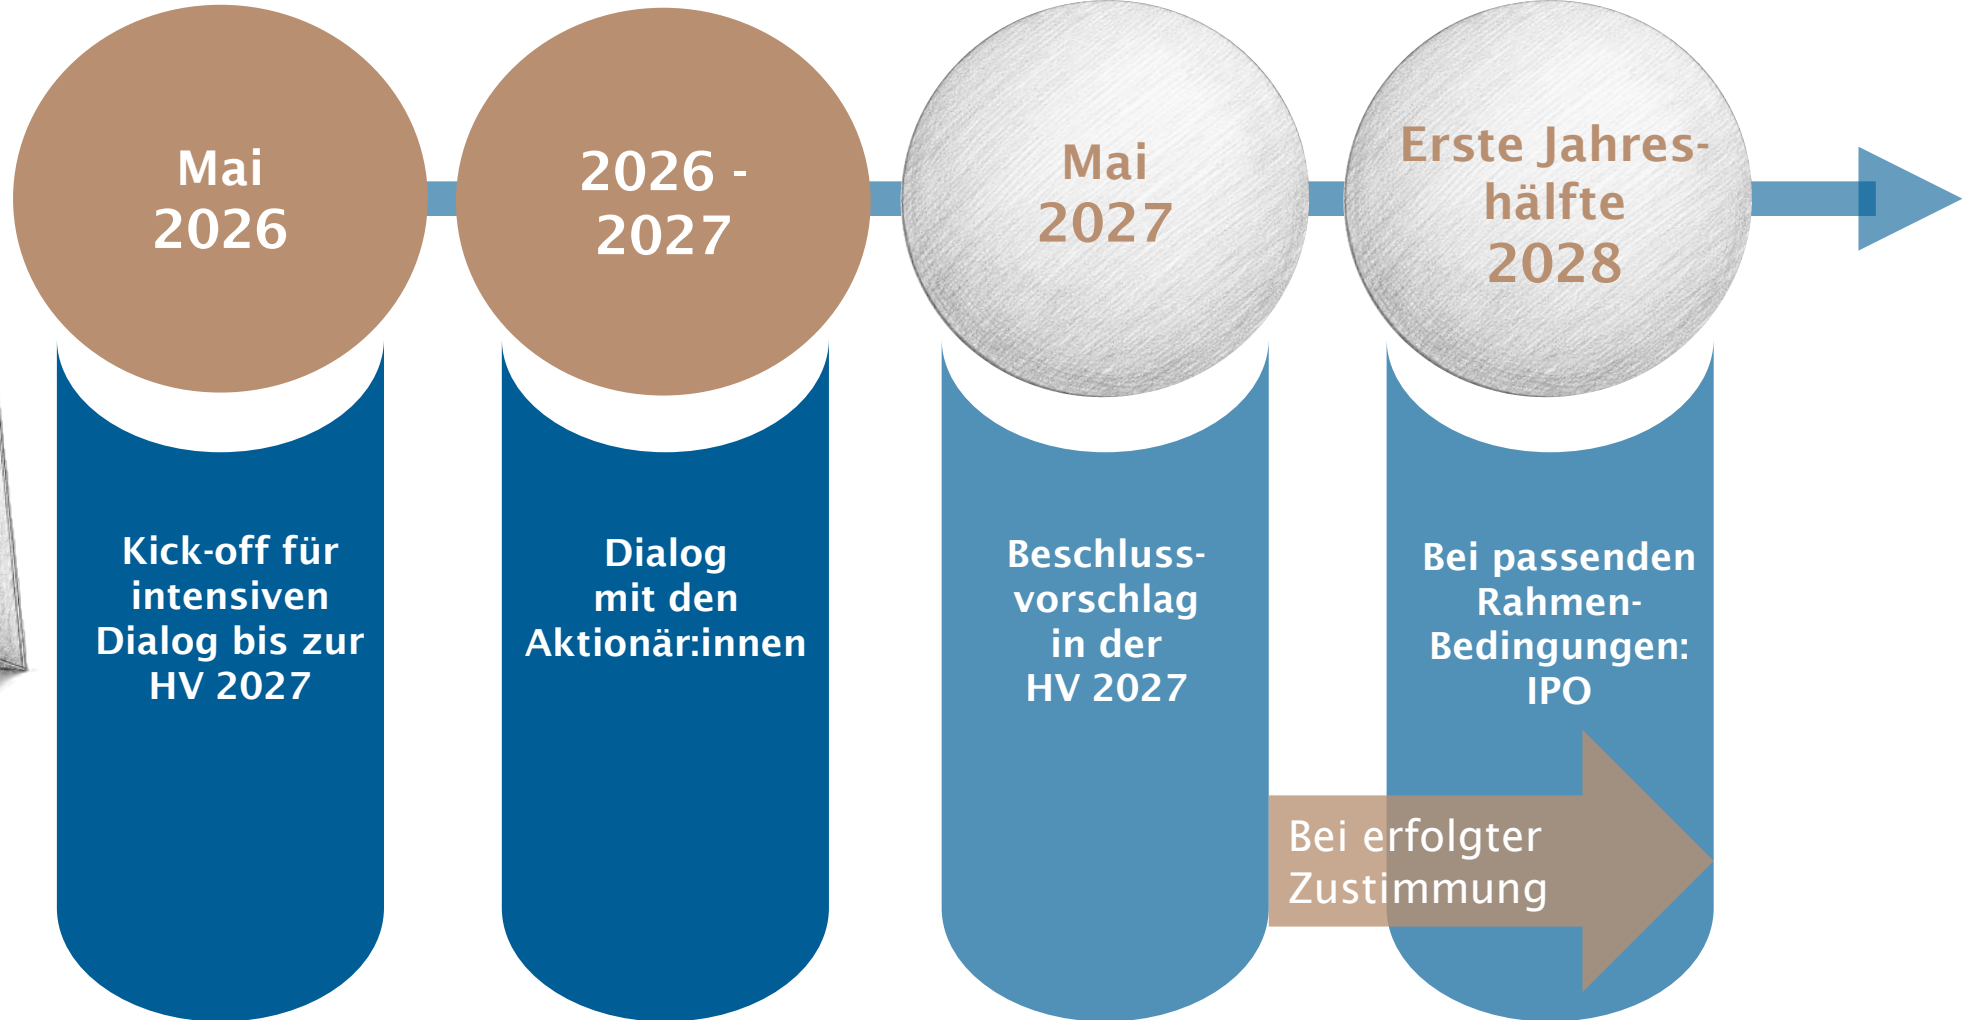 Mai
2026
2026 -
2027
Mai
2027
Erste Jahres-
hälfte
2028
Kick-off für
intensiven
Dialog bis zur
HV 2027
Dialog
mit den
Aktionär:innen
Beschluss-
vorschlag
in der
HV 2027
Bei passenden
Rahmen-
Bedingungen:
IPO
Bei erfolgter
Zustimmung